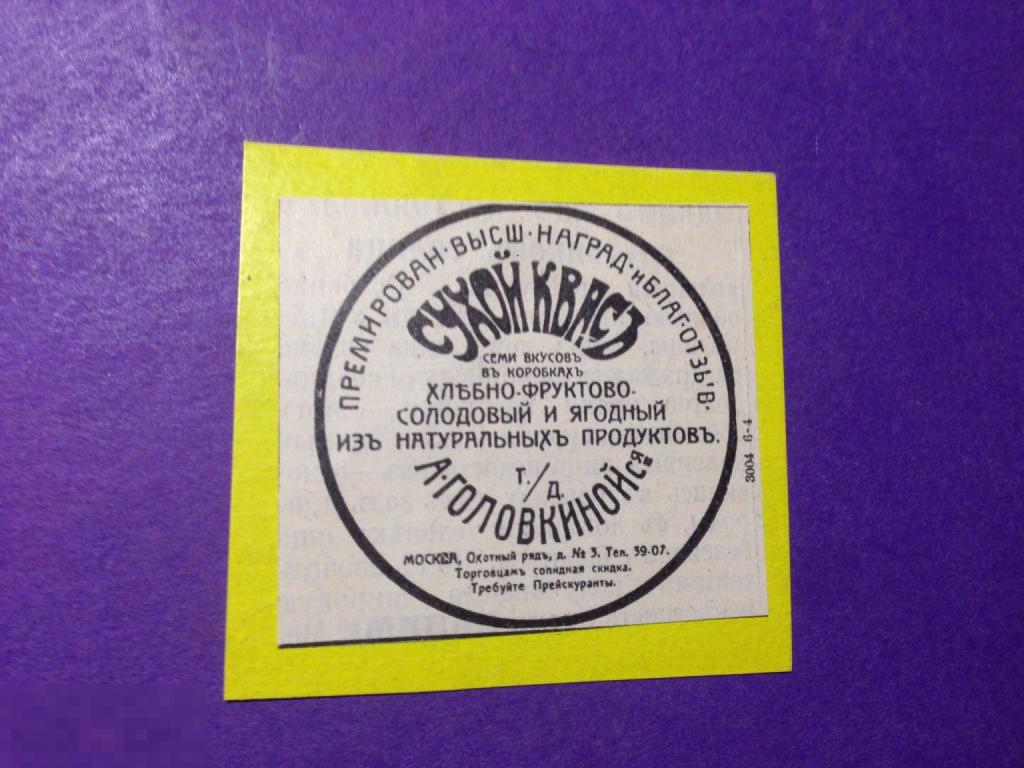 ПРЕМИРОВАН·ВЫСШ·НАГРАД·и БЛАГ·ОТЗЫВ·
СУХОЙ КВАСЪ
СЕМИ ВКУСОВЪ
ВЪ КОРОБКАХЪ
ХЛѢБНО-ФРУКТОВО-
СОЛОДОВЫЙ И ЯГОДНЫЙ
ИЗЪ НАТУРАЛЬНЫХЪ ПРОДУКТОВЪ.
Т./Д.
А·ГОЛОВКИНОЙ Ся
МОСКВА, Охотный рядъ, д. № 3. Тел. 39-07.
Торговцамъ солидная скидка.
Требуйте Прейскуранты.
3004 6-4